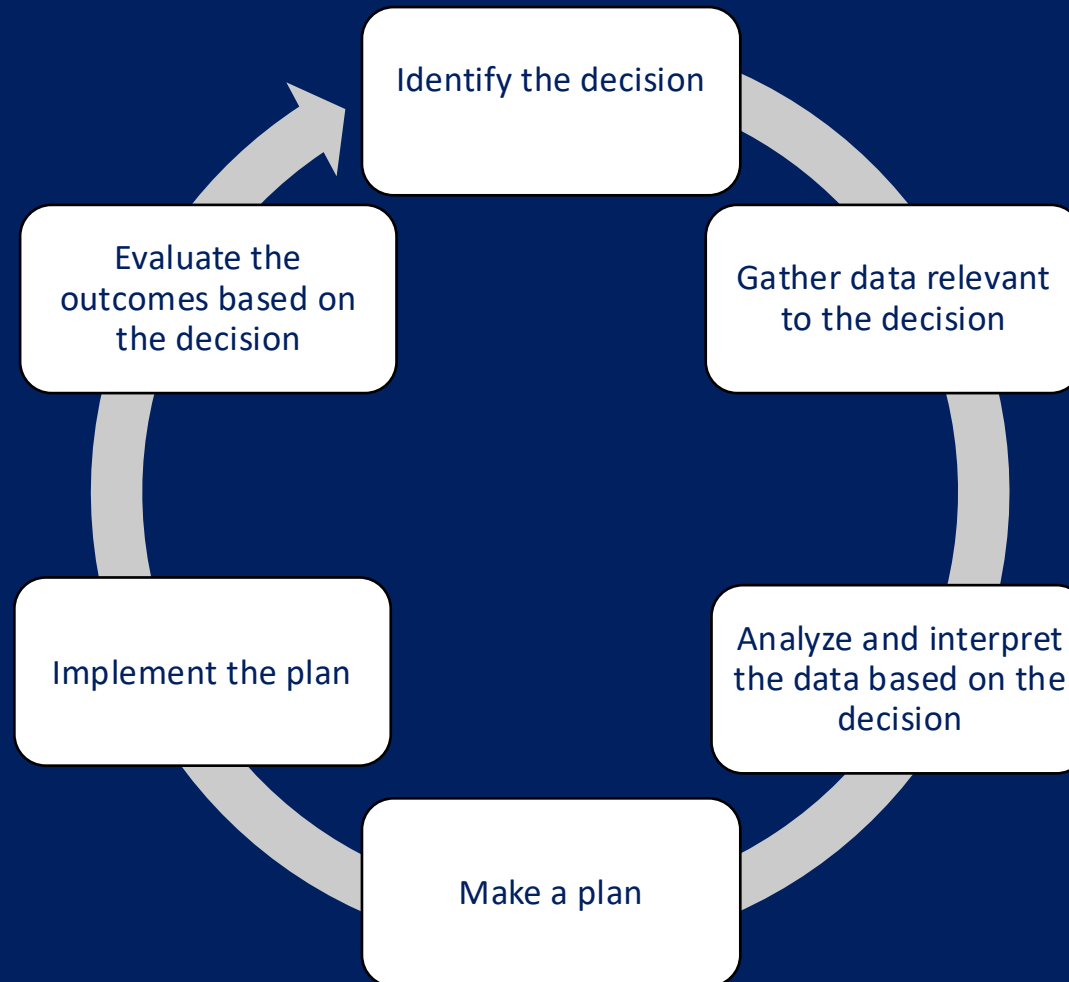 Identify the decision
Gather data relevant
to the decision
Analyze and interpret
the data based on the
decision
Make a plan
Implement the plan
Evaluate the
outcomes based on
the decision